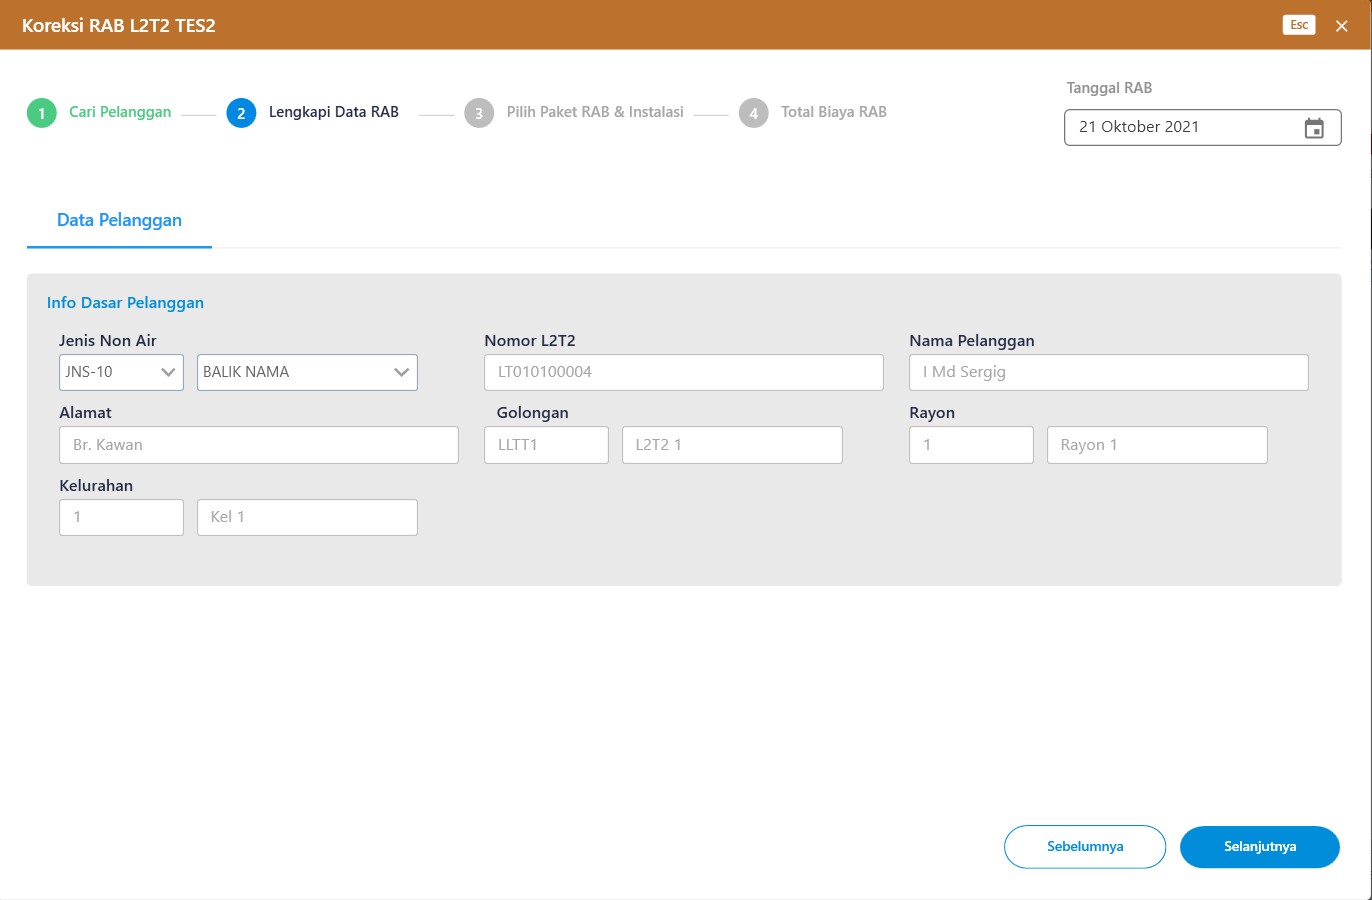 Koreksi RAB L2T2 TES2
Esc
Tanggal RAB
1 Cari Pelanggan 2 Lengkapi Data RAB 3 Pilih Paket RAB & Instalasi 4 Total Biaya RAB
21 Oktober 2021
Data Pelanggan
Info Dasar Pelanggan
Jenis Non Air Nomor L2T2 Nama Pelanggan
JNS-10 BALIK NAMA LT010100004 I Md Sergig
Alamat Golongan Rayon
Br. Kawan LLTT1 L2T2 1 1 Rayon 1
Kelurahan
1 Kel 1
Sebelumnya Selanjutnya